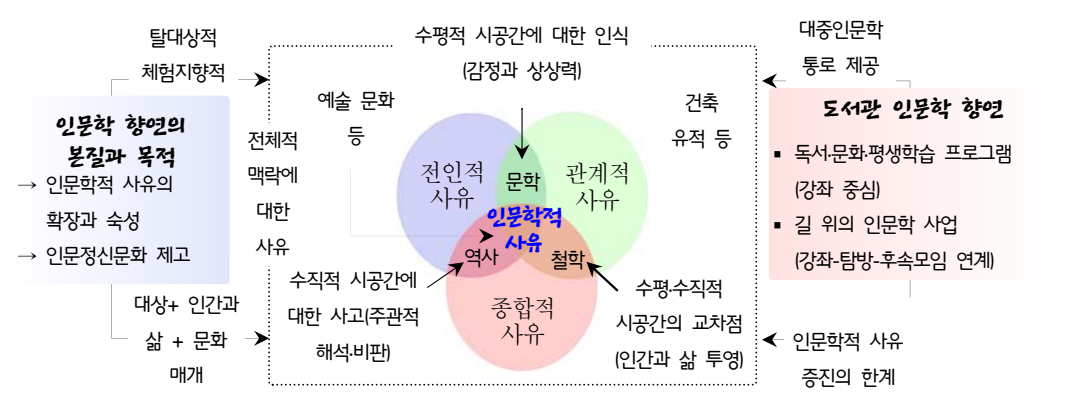 탈대상적
체험지향적
인문학 향연의
본질과 목적
→ 인문학적 사유의
확장과 숙성
→ 인문정신문화 제고
대상+ 인간과
삶 + 문화
매개
수평적 시공간에 대한 인식
(감정과 상상력)
예술 문화
등
건축
유적 등
전체적
맥락에
대한
사유
전인적
사유
문학
관계적
사유
인문학적
사유
역사
철학
종합적
사유
수직적 시공간에
대한 사고(주관적
해석·비판)
수평·수직적
시공간의 교차점
(인간과 삶 투영)
대중인문학
통로 제공
도서관 인문학 향연
▪ 독서·문화·평생학습 프로그램
(강좌 중심)
▪ 길 위의 인문학 사업
(강좌-탐방-후속모임 연계)
인문학적 사유
증진의 한계